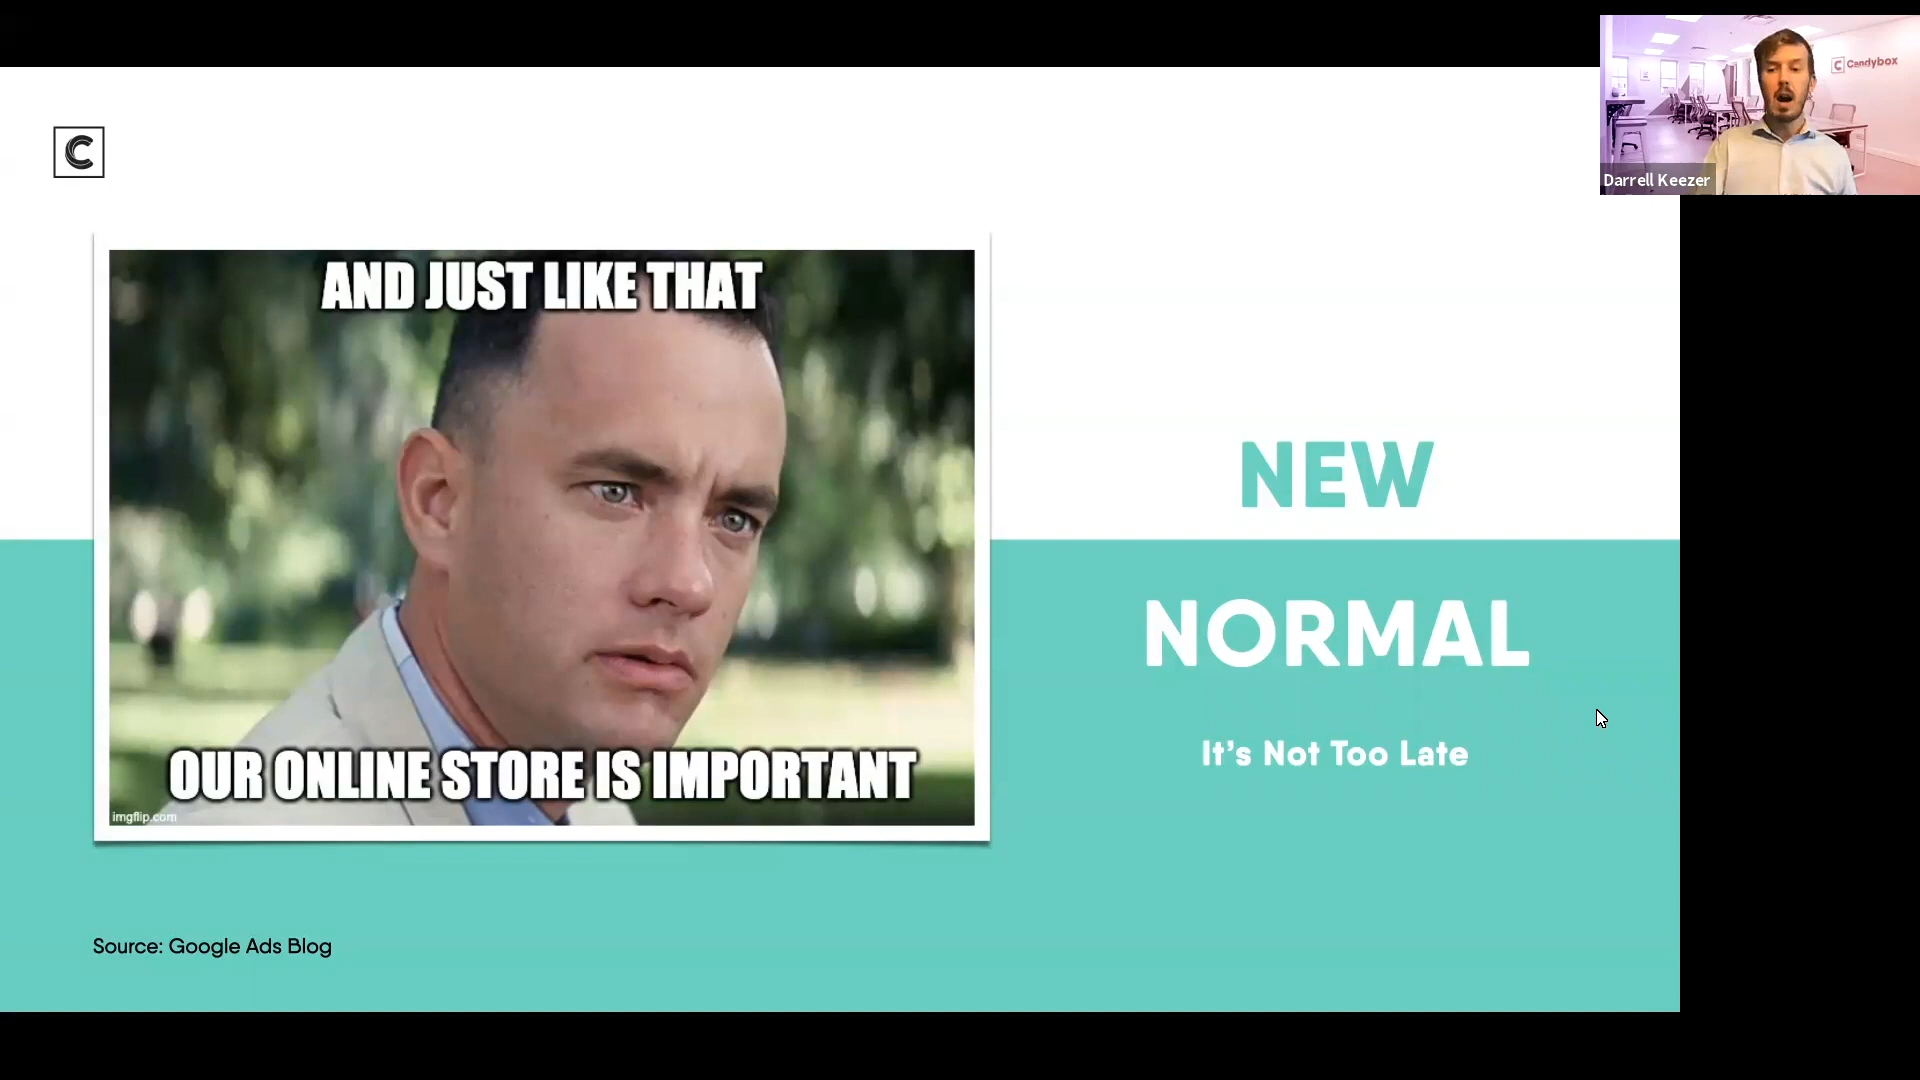 C Candybox
Darrell Keezer
C
AND JUST LIKE THAT
OUR ONLINE STORE IS IMPORTANT
imgflip.com
NEW
NORMAL
It's Not Too Late
Source: Google Ads Blog